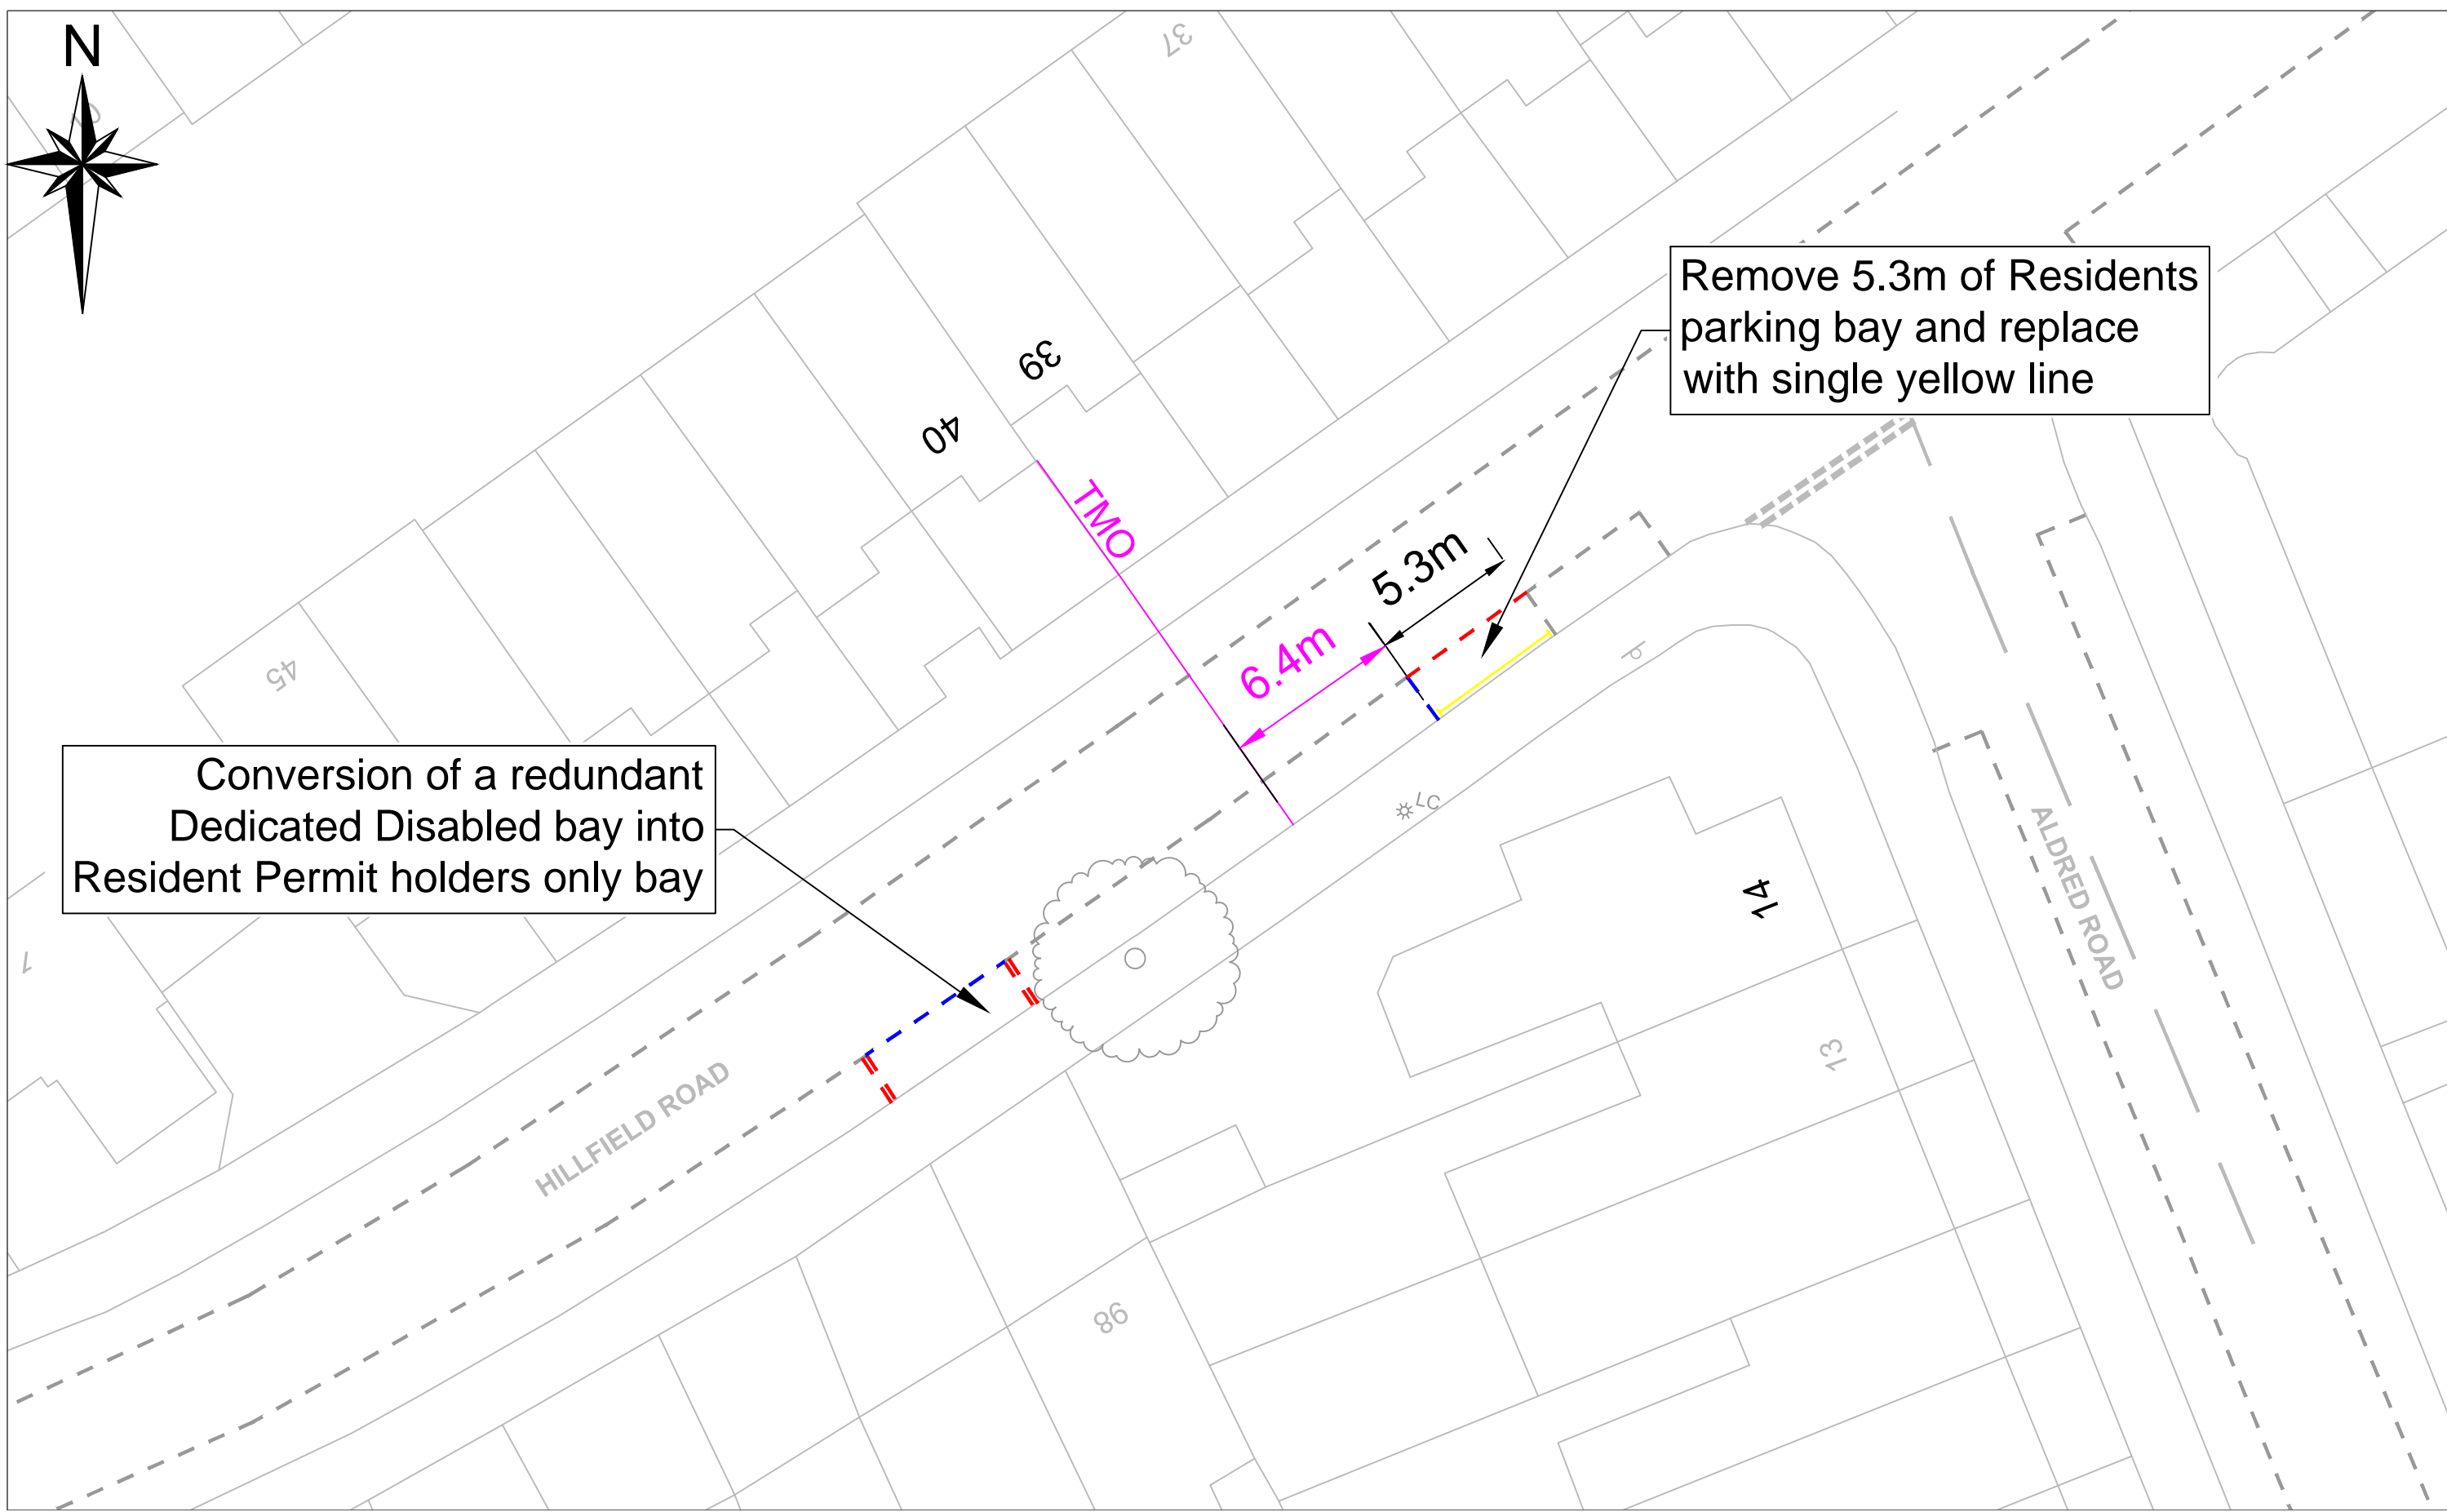 N
37
Remove 5.3m of Residents
parking bay and replace
with single yellow line
39
40
TMO
5.3m
6.4m
45
Conversion of a redundant
Dedicated Disabled bay into
Resident Permit holders only bay
LC
14
ALDRED ROAD
13
HILLFIELD ROAD
98